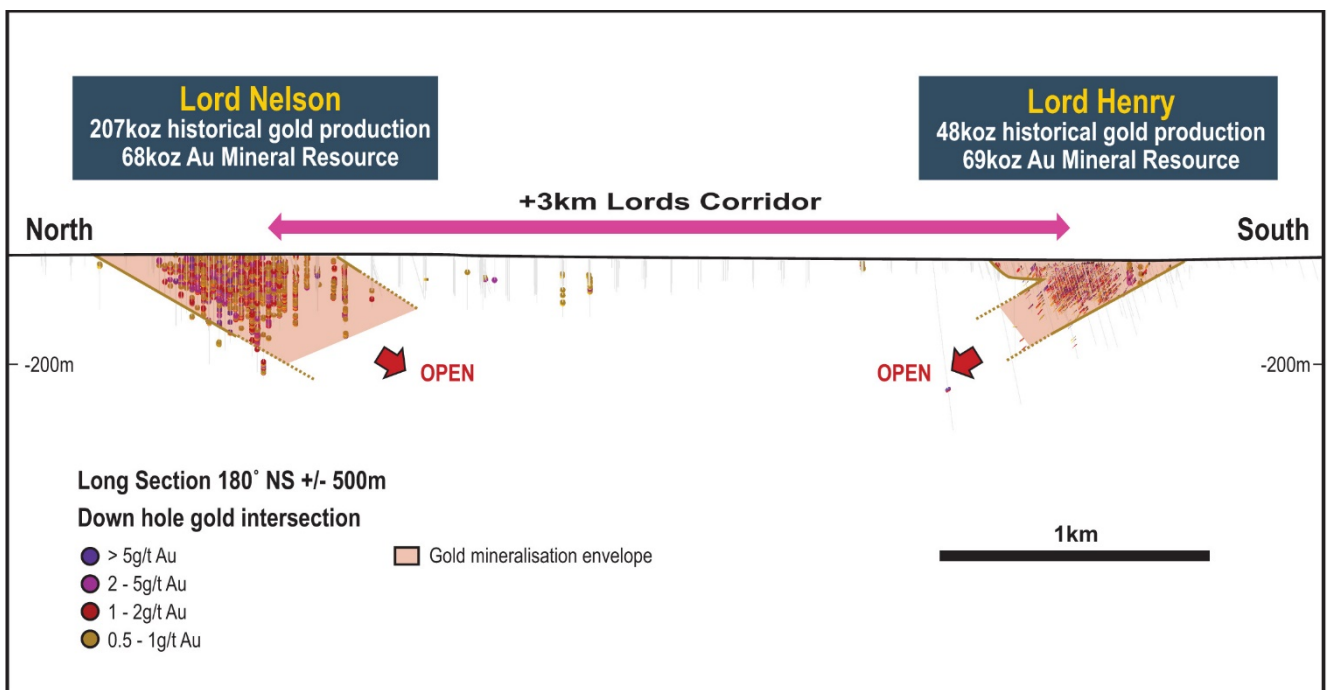 Lord Nelson
207koz historical gold production
68koz Au Mineral Resource
Lord Henry
48koz historical gold production
69koz Au Mineral Resource
+3km Lords Corridor
North
South
-200m
-200m
OPEN
OPEN
Long Section 180° NS +/- 500m
Down hole gold intersection
> 5g/t Au
2 - 5g/t Au
1 - 2g/t Au
0.5 - 1g/t Au
Gold mineralisation envelope
1km